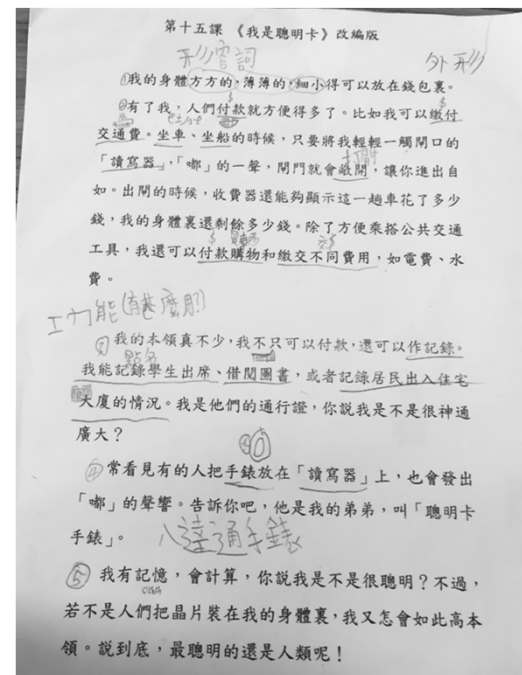 第十五課 《我是聰明卡》改編版
形容詞
外形
①我的身體方方的，薄薄的，細小得可以放在錢包裏。
②有了我，人們付款就方便得多了。比如我可以繳付
交通費。坐車、坐船的時候，只要將我輕輕一觸閘口的
「讀寫器」，「嘟」的一聲，閘門就會敞開，讓你進出自
如。出閘的時候，收費器還能夠顯示這一趟車花了多少
錢，我的身體裏還剩餘多少錢。除了方便乘搭公共交通
工具，我還可以付款購物和繳交不同費用，如電費、水
費。
功能(有甚麼用)
③我的本領真不少，我不只可以付款，還可以作記錄。
點名
我能記錄學生出席、借閱圖書，或者記錄居民出入住宅
大廈的情況。我是他們的通行證，你說我是不是很神通
廣大？
④常看見有的人把手錶放在「讀寫器」上，也會發出
「嘟」的聲響。告訴你吧，他是我的弟弟，叫「聰明卡
手錶」。
八達通手錶
⑤我有記憶，會計算，你說我是不是很聰明？不過，
若不是人們把晶片裝在我的身體裏，我又怎會如此高本
領。說到底，最聰明的還是人類呢！